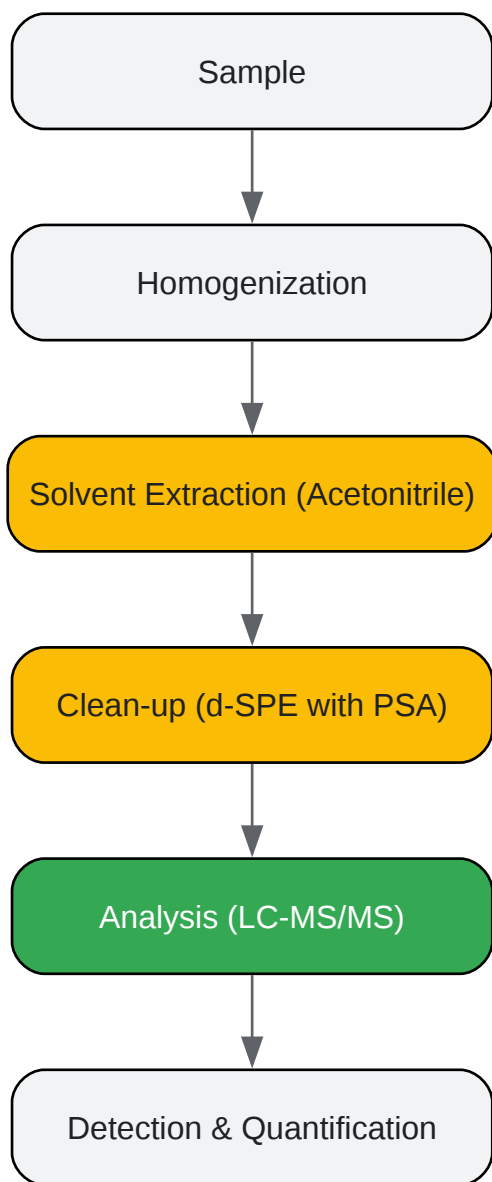 Sample
Homogenization
Solvent Extraction (Acetonitrile)
Clean-up (d-SPE with PSA)
Analysis (LC-MS/MS)
Detection & Quantification